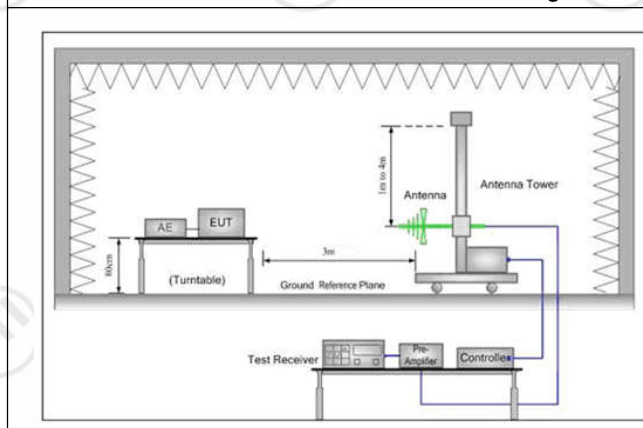 1m to 4m
Antenna
Antenna Tower
AE
EUT
80cm
(Turntable)
3m
Ground Reference Plane
Test Receiver
Pre-
Amplifier
Controller